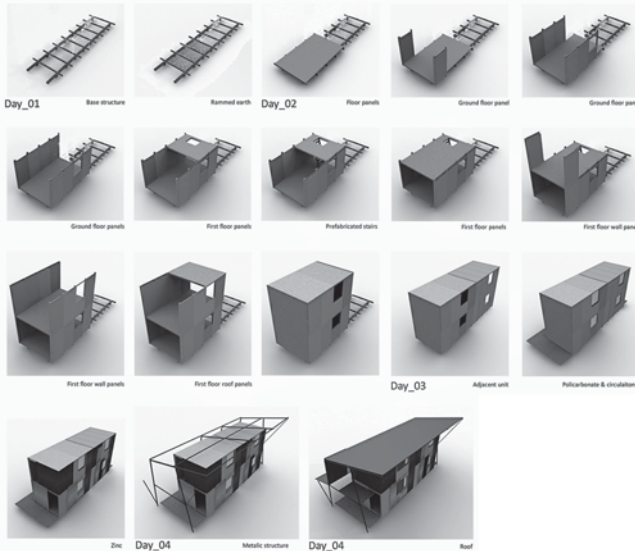 Day_01
Base structure
Rammed earth
Day_02
Floor panels
Ground floor panel
Ground floor pan
Ground floor panels
First floor panels
Prefabricated stairs
First floor panels
First floor wall pane
First floor wall panels
First floor roof panels
Day_03
Adjacent unit
Policarbonate & circulaiton
Zinc
Day_04
Metalic structure
Day_04
Roof